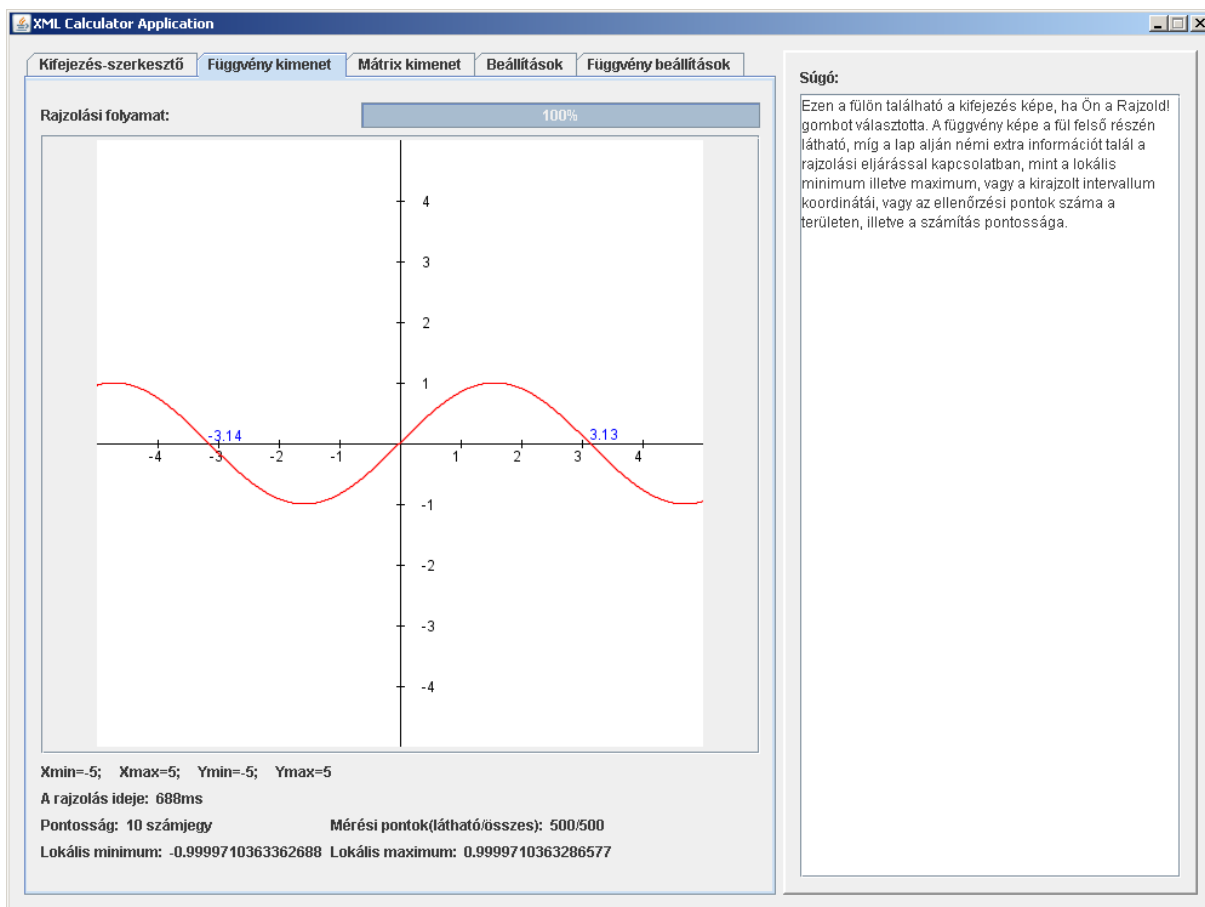 XML Calculator Application
Kifejezés-szerkesztő Függvény kimenet Mátrix kimenet Beállítások Függvény beállítások
Rajzolási folyamat: 100%
4
3
2
1
-3.14 3.13
-4 -3 -2 -1 1 2 3 4
-1
-2
-3
-4
Xmin=-5; Xmax=5; Ymin=-5; Ymax=5
A rajzolás ideje: 688ms
Pontosság: 10 számjegy Mérési pontok(látható/összes): 500/500
Lokális minimum: -0.9999710363362688 Lokális maximum: 0.9999710363286577
Súgó:
Ezen a fülön található a kifejezés képe, ha Ön a Rajzold!
gombot választotta. A függvény képe a fül felső részén
látható, míg a lap alján némi extra információt talál a
rajzolási eljárással kapcsolatban, mint a lokális
minimum illetve maximum, vagy a kirajzolt intervallum
koordinátái, vagy az ellenőrzési pontok száma a
területen, illetve a számítás pontossága.